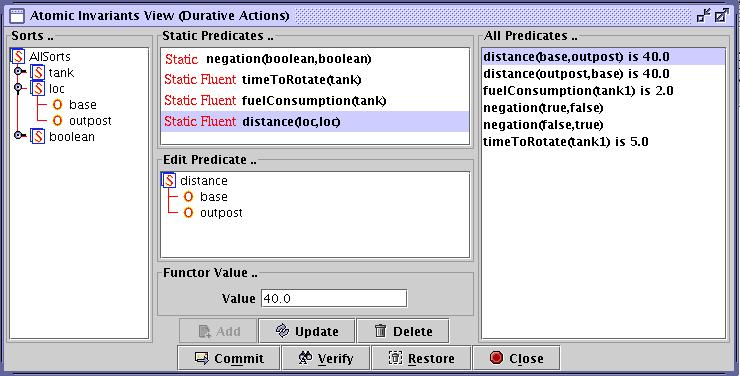 Atomic Invariants View (Durative Actions)
Sorts ..
AllSorts
tank
loc
base
outpost
boolean
Static Predicates ..
Static negation(boolean,boolean)
Static Fluent timeToRotate(tank)
Static Fluent fuelConsumption(tank)
Static Fluent distance(loc,loc)
Edit Predicate ..
distance
base
outpost
Functor Value ..
Value 40.0
Add Update Delete
All Predicates ..
distance(base,outpost) is 40.0
distance(outpost,base) is 40.0
fuelConsumption(tank1) is 2.0
negation(true,false)
negation(false,true)
timeToRotate(tank1) is 5.0
Commit Verify Restore Close